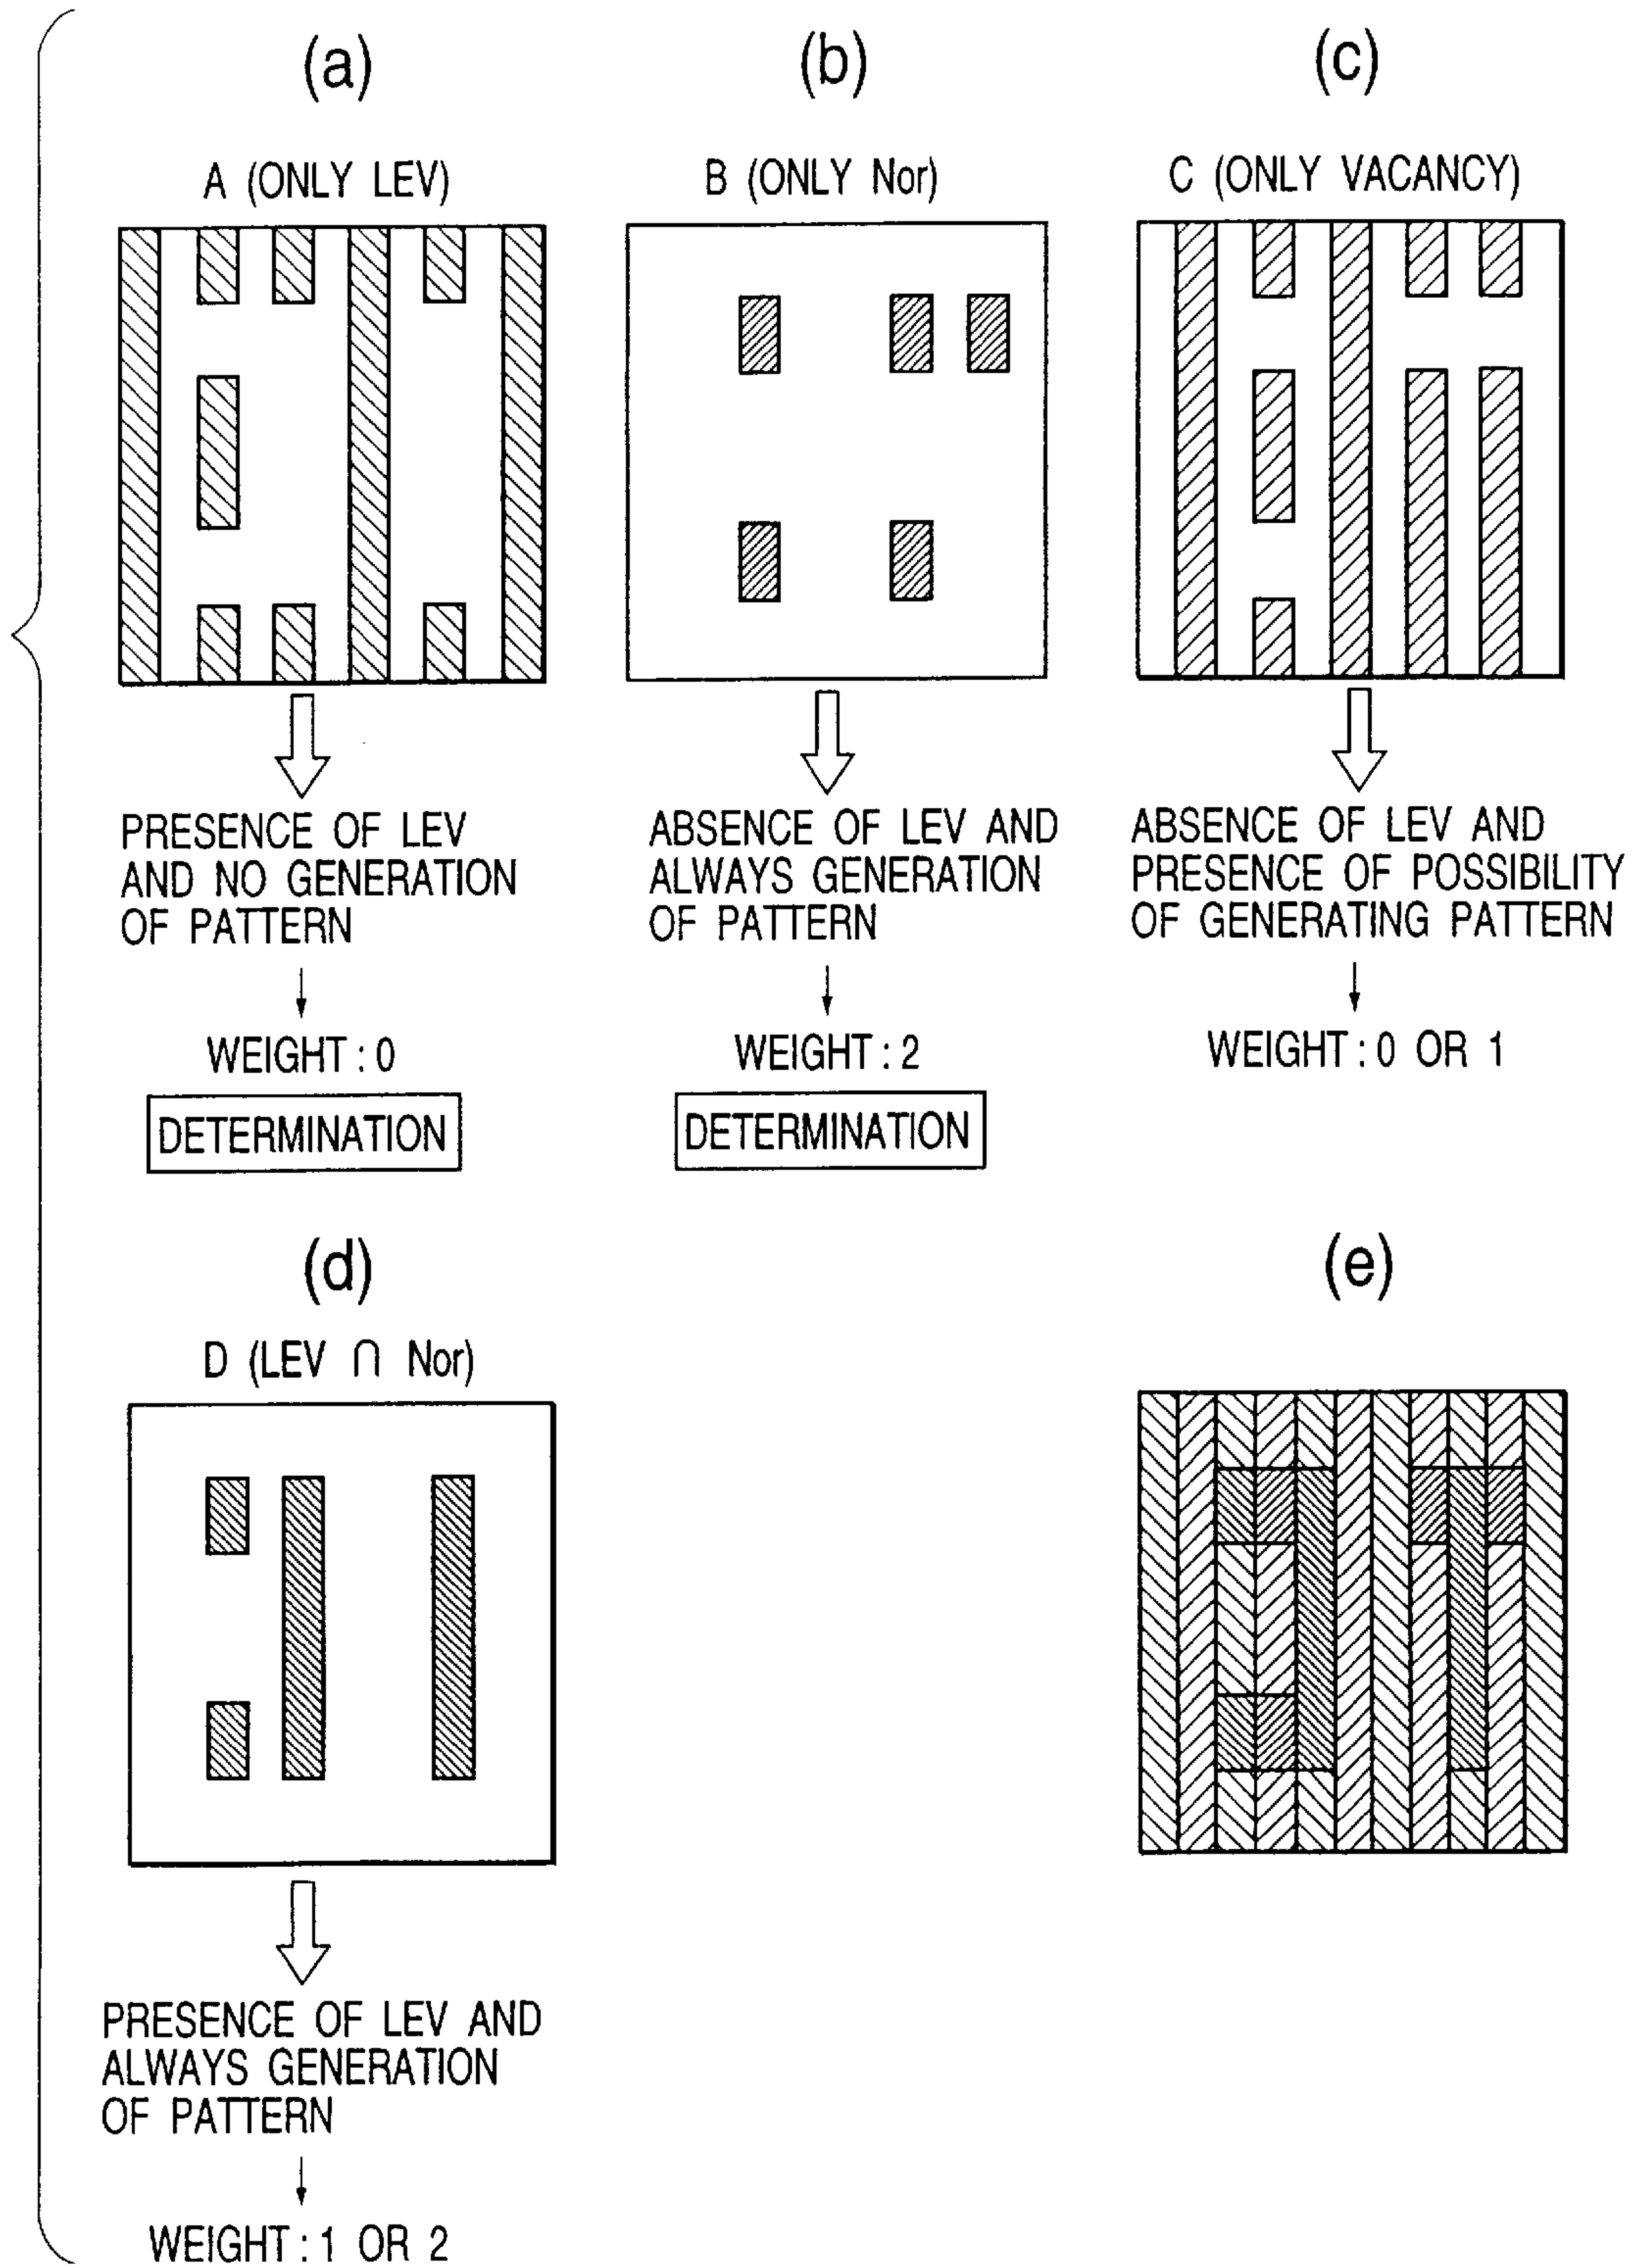 (a)
A (ONLY LEV)
PRESENCE OF LEV
AND NO GENERATION
OF PATTERN
WEIGHT : 0
DETERMINATION
(b)
B (ONLY Nor)
ABSENCE OF LEV AND
ALWAYS GENERATION
OF PATTERN
WEIGHT : 2
DETERMINATION
(c)
C (ONLY VACANCY)
ABSENCE OF LEV AND
PRESENCE OF POSSIBILITY
OF GENERATING PATTERN
WEIGHT : 0 OR 1
(d)
D (LEV ∩ Nor)
PRESENCE OF LEV AND
ALWAYS GENERATION
OF PATTERN
WEIGHT : 1 OR 2
(e)